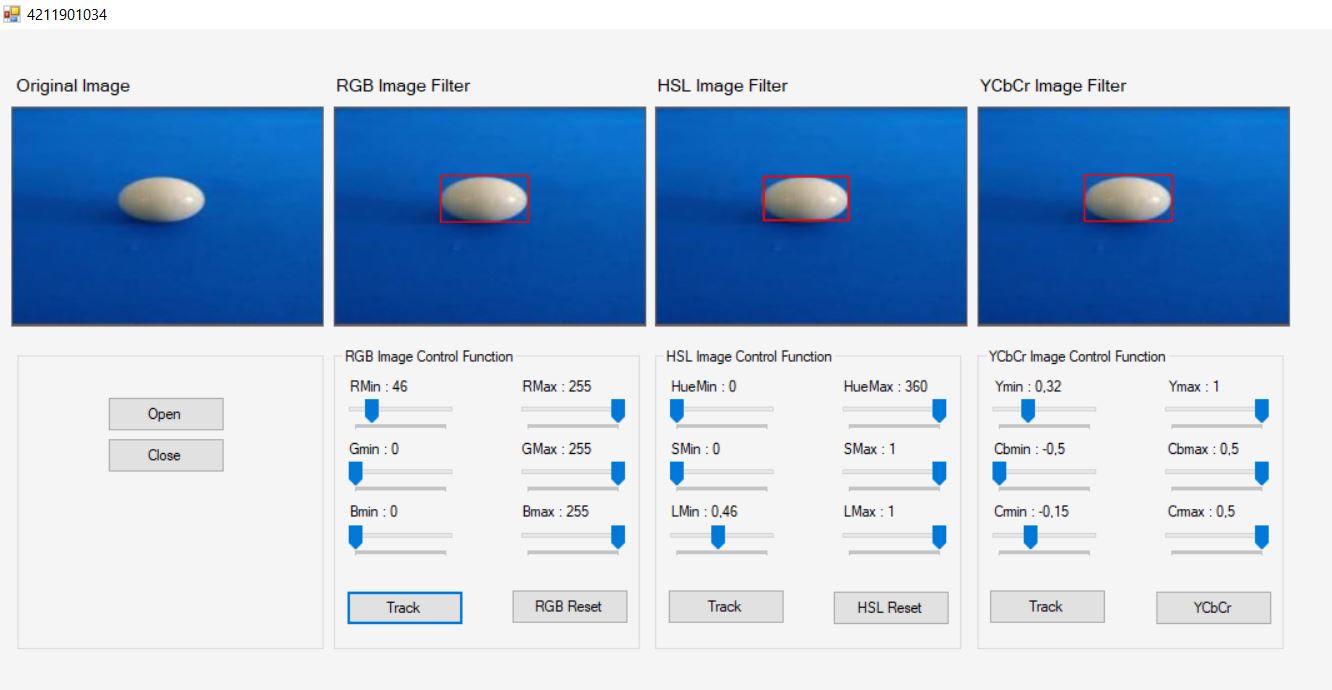 4211901034
Original Image
RGB Image Filter
HSL Image Filter
YCbCr Image Filter
Open
Close
RGB Image Control Function
RMin : 46
RMax : 255
Gmin : 0
GMax : 255
Bmin : 0
Bmax : 255
Track
RGB Reset
HSL Image Control Function
HueMin : 0
HueMax : 360
SMin : 0
SMax : 1
LMin : 0,46
LMax : 1
Track
HSL Reset
YCbCr Image Control Function
Ymin : 0,32
Ymax : 1
Cbmin : -0,5
Cbmax : 0,5
Crmin : -0,15
Crmax : 0,5
Track
YCbCr